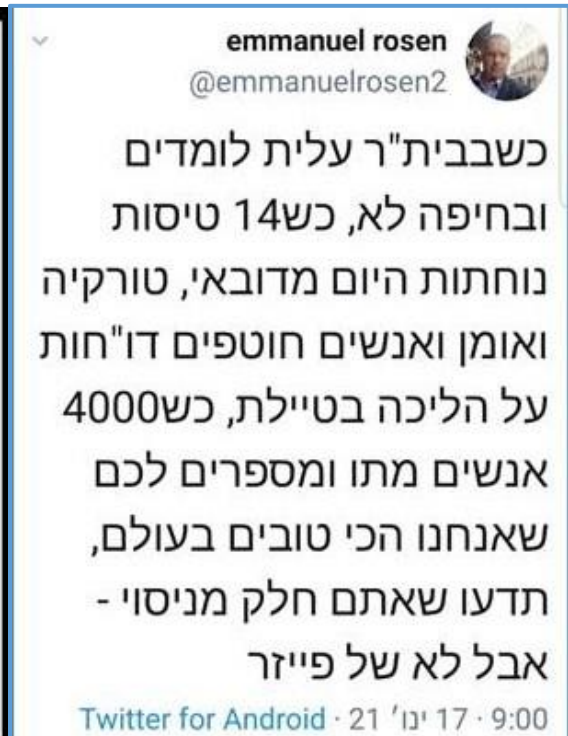 emmanuel rosen
@emmanuelrosen2
כשבבית"ר עלית לומדים
ובחיפה לא, כש14 טיסות
נוחתות היום מדובאי, טורקיה
ואומן ואנשים חוטפים דו"חות
על הליכה בטיילת, כש4000
אנשים מתו ומספרים לכם
שאנחנו הכי טובים בעולם,
תדעו שאתם חלק מניסוי -
אבל לא של פייזר
9:00 · 17 ינו' 21 · Twitter for Android